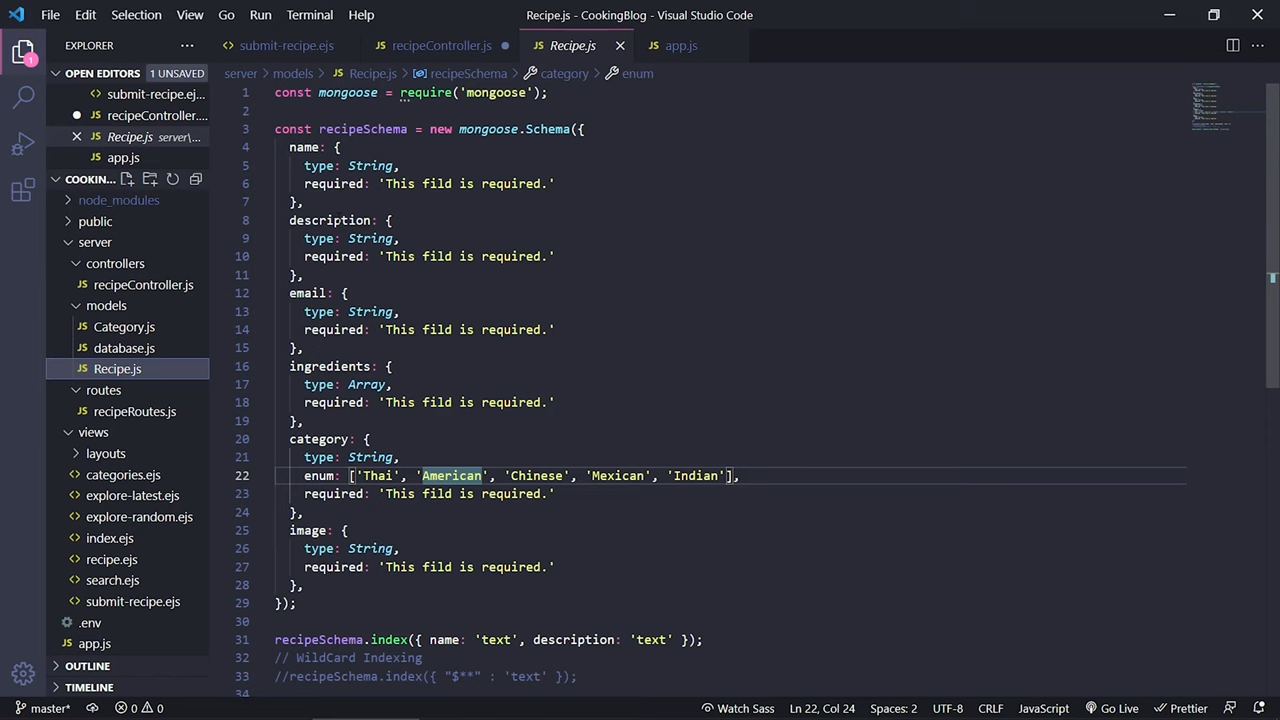 File Edit Selection View Go Run Terminal Help Recipe.js - CookingBlog - Visual Studio Code
EXPLORER ··· submit-recipe.ejs recipeController.js Recipe.js app.js
OPEN EDITORS 1 UNSAVED
submit-recipe.ej...
recipeController....
Recipe.js server\...
app.js
COOKIN...
node_modules
public
server
controllers
recipeController.js
models
Category.js
database.js
Recipe.js
routes
recipeRoutes.js
views
layouts
categories.ejs
explore-latest.ejs
explore-random.ejs
index.ejs
recipe.ejs
search.ejs
submit-recipe.ejs
.env
app.js
OUTLINE
TIMELINE
server > models > Recipe.js > recipeSchema > category > enum
1 const mongoose = require('mongoose');
2
3 const recipeSchema = new mongoose.Schema({
4 name: {
5 type: String,
6 required: 'This fild is required.'
7 },
8 description: {
9 type: String,
10 required: 'This fild is required.'
11 },
12 email: {
13 type: String,
14 required: 'This fild is required.'
15 },
16 ingredients: {
17 type: Array,
18 required: 'This fild is required.'
19 },
20 category: {
21 type: String,
22 enum: ['Thai', 'American', 'Chinese', 'Mexican', 'Indian'],
23 required: 'This fild is required.'
24 },
25 image: {
26 type: String,
27 required: 'This fild is required.'
28 },
29 });
30
31 recipeSchema.index({ name: 'text', description: 'text' });
32 // WildCard Indexing
33 //recipeSchema.index({ "$**" : 'text' });
34
1
master* 0 0 Watch Sass Ln 22, Col 24 Spaces: 2 UTF-8 CRLF JavaScript Go Live Prettier